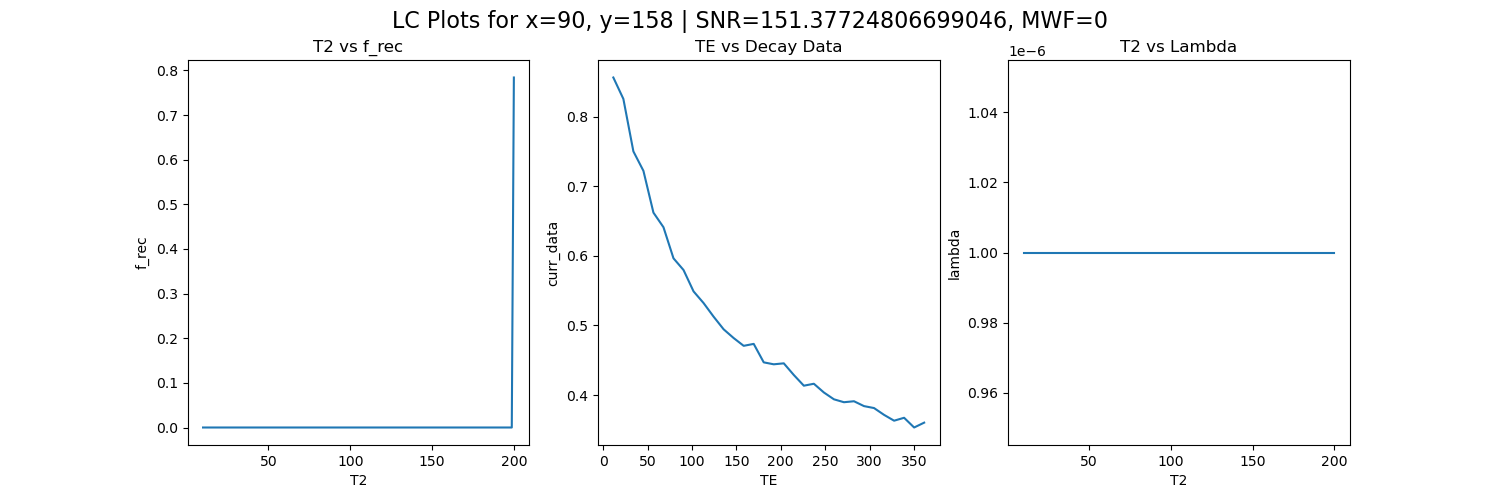 LC Plots for x=90, y=158 | SNR=151.37724806699046, MWF=0
T2 vs f_rec
0.8
0.7
0.6
0.5
0.4
0.3
0.2
0.1
0.0
f_rec
50 100 150 200
T2
TE vs Decay Data
0.8
0.7
0.6
0.5
0.4
curr_data
0 50 100 150 200 250 300 350
TE
T2 vs Lambda
1e−6
1.04
1.02
1.00
0.98
0.96
lambda
50 100 150 200
T2